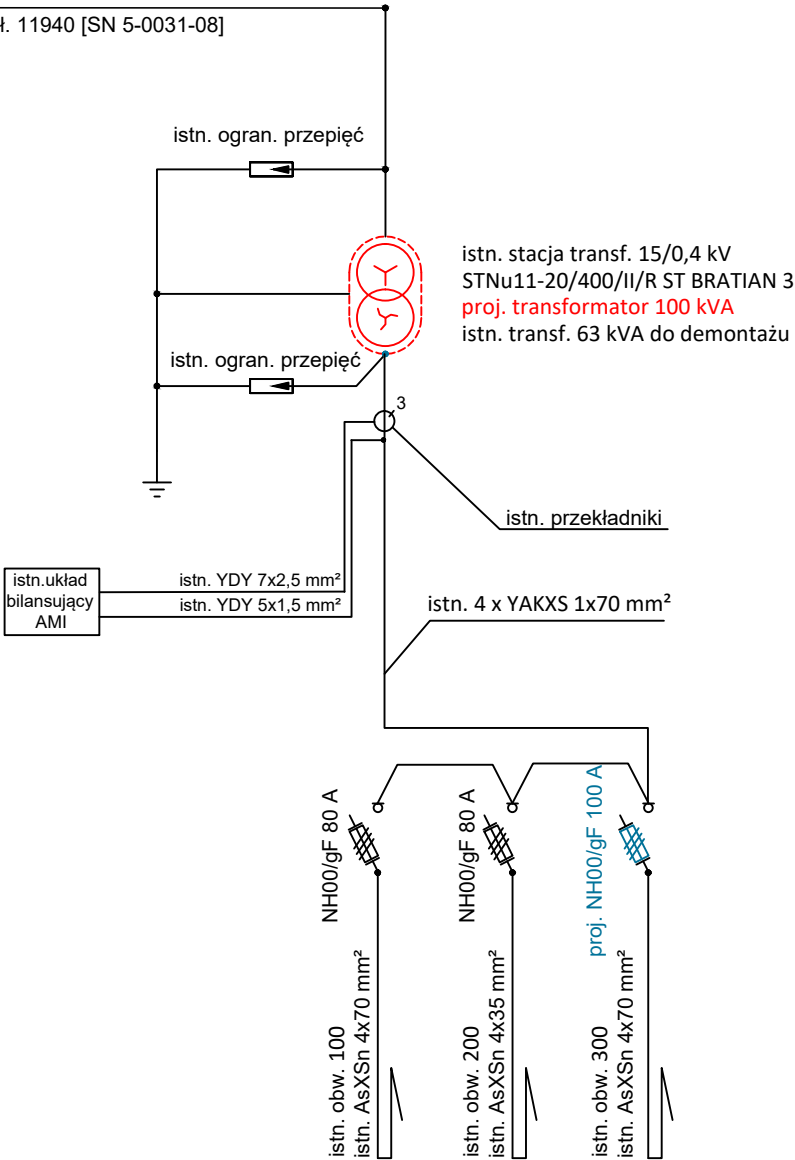 ł. 11940 [SN 5-0031-08]
istn. ogran. przepięć
istn. stacja transf. 15/0,4 kV
STNu11-20/400/II/R ST BRATIAN 3
proj. transformator 100 kVA
istn. transf. 63 kVA do demontażu
istn. ogran. przepięć
3
istn. przekładniki
istn.układ
bilansujący
AMI
istn. YDY 7x2,5 mm²
istn. YDY 5x1,5 mm²
istn. 4 x YAKXS 1x70 mm²
NH00/gF 80 A
NH00/gF 80 A
proj. NH00/gF 100 A
istn. obw. 100
istn. AsXSn 4x70 mm²
istn. obw. 200
istn. AsXSn 4x35 mm²
istn. obw. 300
istn. AsXSn 4x70 mm²